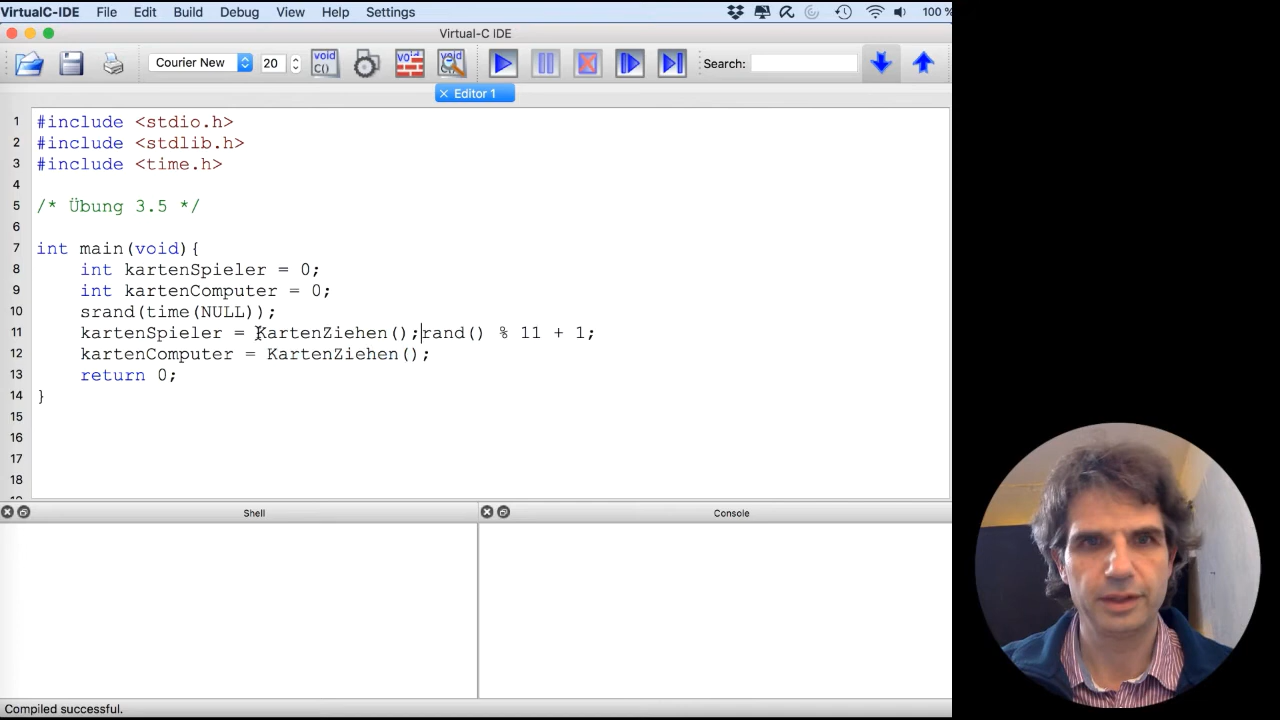 VirtualC-IDE File Edit Build Debug View Help Settings 100 %
Virtual-C IDE
Courier New 20 void C() void void Search:
Editor 1
1 #include <stdio.h>
2 #include <stdlib.h>
3 #include <time.h>
4
5 /* Übung 3.5 */
6
7 int main(void){
8 int kartenSpieler = 0;
9 int kartenComputer = 0;
10 srand(time(NULL));
11 kartenSpieler = KartenZiehen();rand() % 11 + 1;
12 kartenComputer = KartenZiehen();
13 return 0;
14 }
15
16
17
18
Shell Console
Compiled successful.